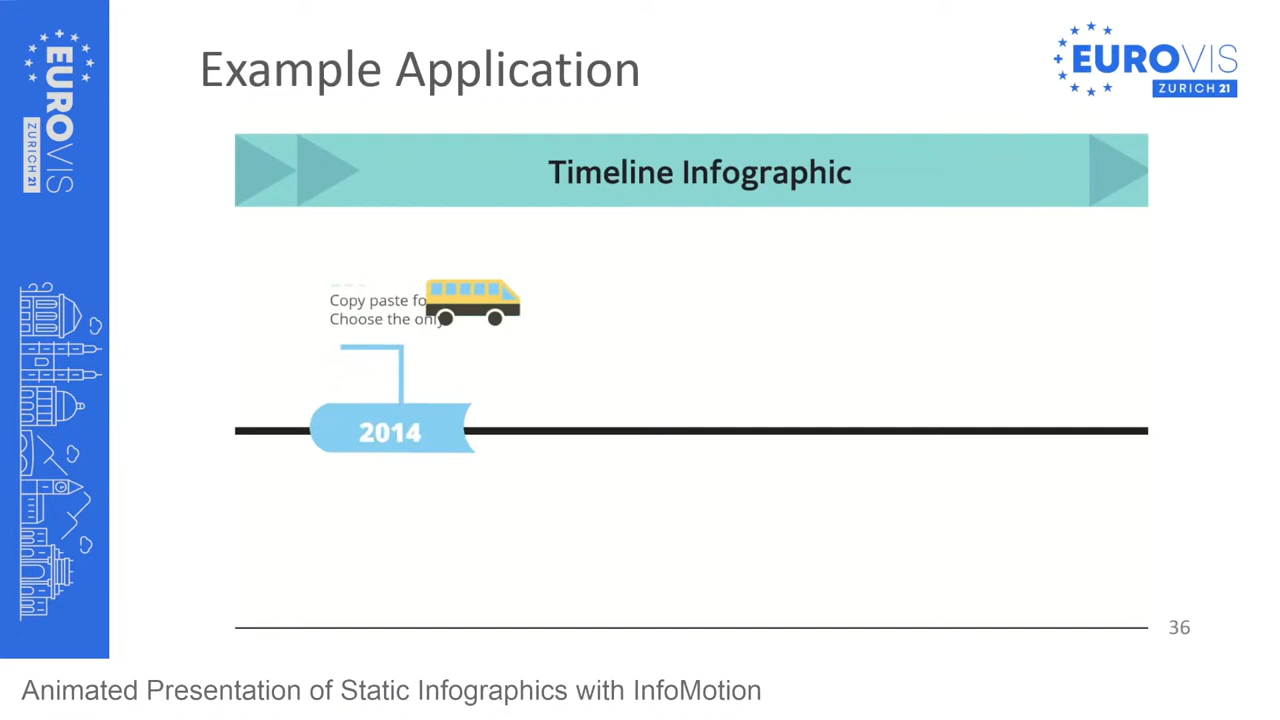 EUROVIS
ZURICH 21
Example Application
EUROVIS
ZURICH 21
Timeline Infographic
Copy paste fo
Choose the only
2014
36
Animated Presentation of Static Infographics with InfoMotion